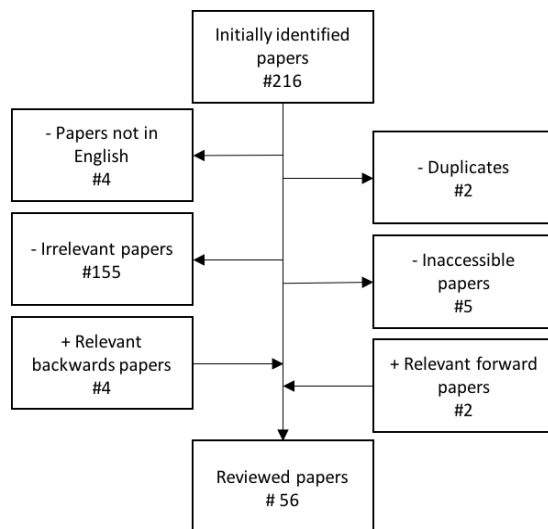 Initially identified
papers
#216
- Papers not in
English
#4
- Duplicates
#2
- Irrelevant papers
#155
- Inaccessible
papers
#5
+ Relevant
backwards papers
#4
+ Relevant forward
papers
#2
Reviewed papers
# 56